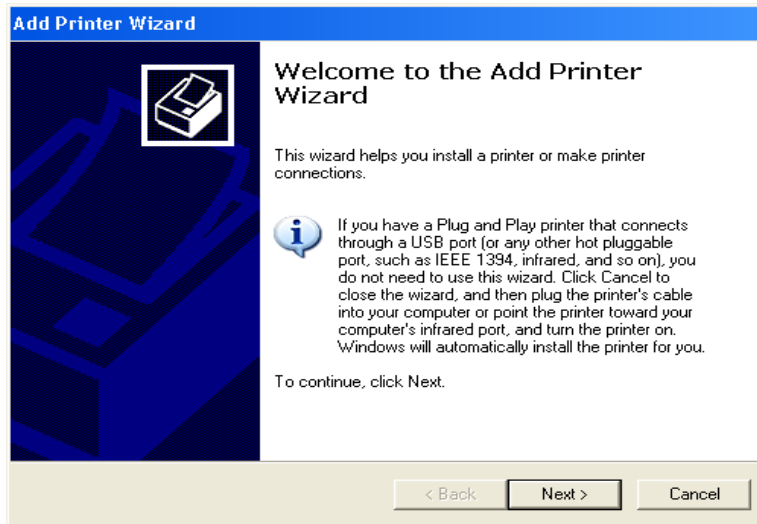 Add Printer Wizard
Welcome to the Add Printer
Wizard
This wizard helps you install a printer or make printer
connections.
If you have a Plug and Play printer that connects
through a USB port (or any other hot pluggable
port, such as IEEE 1394, infrared, and so on), you
do not need to use this wizard. Click Cancel to
close the wizard, and then plug the printer's cable
into your computer or point the printer toward your
computer's infrared port, and turn the printer on.
Windows will automatically install the printer for you.
To continue, click Next.
< Back Next > Cancel